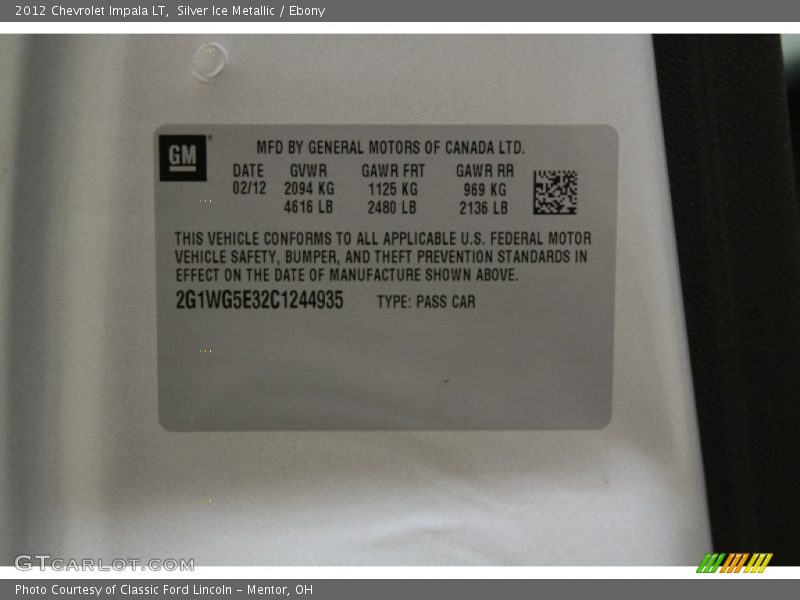 2012 Chevrolet Impala LT, Silver Ice Metallic / Ebony
GM
MFD BY GENERAL MOTORS OF CANADA LTD.
DATE GVWR GAWR FRT GAWR RR
02/12 2094 KG 1125 KG 969 KG
4616 LB 2480 LB 2136 LB
THIS VEHICLE CONFORMS TO ALL APPLICABLE U.S. FEDERAL MOTOR
VEHICLE SAFETY, BUMPER, AND THEFT PREVENTION STANDARDS IN
EFFECT ON THE DATE OF MANUFACTURE SHOWN ABOVE.
2G1WG5E32C1244935 TYPE: PASS CAR
GTCARLOT.COM
Photo Courtesy of Classic Ford Lincoln - Mentor, OH